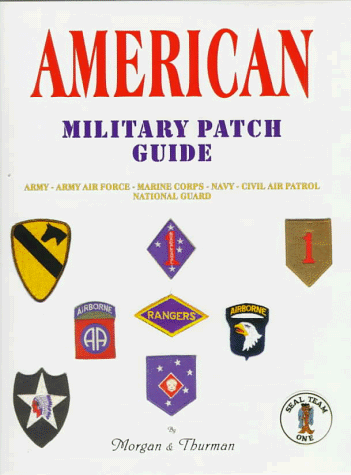 AMERICAN
MILITARY PATCH
GUIDE
ARMY - ARMY AIR FORCE - MARINE CORPS - NAVY - CIVIL AIR PATROL
NATIONAL GUARD
1
1
AIRBORNE
AA
RANGERS
AIRBORNE
SEAL TEAM
ONE
By
Morgan & Thurman